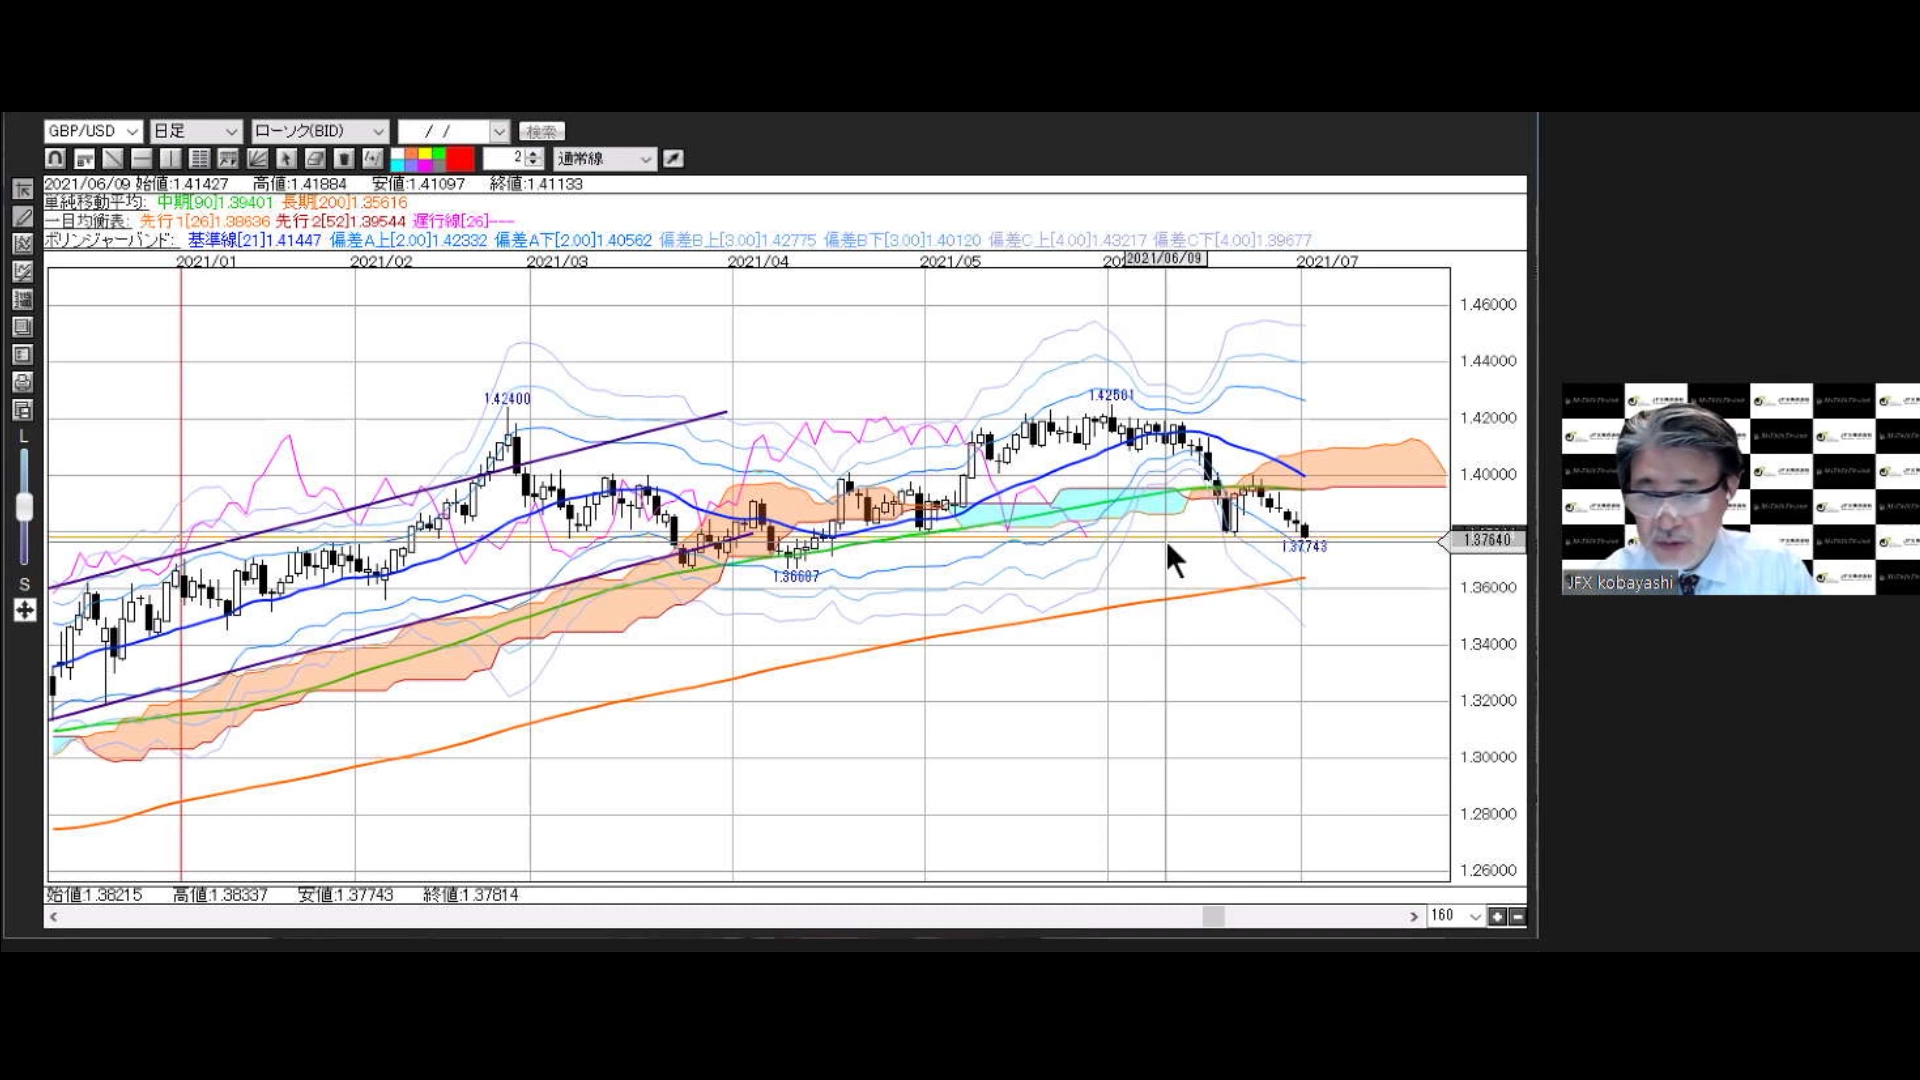 GBP/USD 日足 ローソク(BID) / / 検索
2 通常線
2021/06/09 始値:1.41427 高値:1.41884 安値:1.41097 終値:1.41133
単純移動平均: 中期[90]1.39401 長期[200]1.35616
一目均衡表: 先行1[26]1.38636 先行2[52]1.39544 遅行線[26]---
ボリンジャーバンド: 基準線[21]1.41447 偏差A上[2.00]1.42332 偏差A下[2.00]1.40562 偏差B上[3.00]1.42775 偏差B下[3.00]1.40120 偏差C上[4.00]1.43217 偏差C下[4.00]1.39677
2021/01 2021/02 2021/03 2021/04 2021/05 2021/06/09 2021/07
1.46000
1.44000
1.42400
1.42501
1.42000
1.40000
1.37640
1.37743
1.36687
1.36000
1.34000
1.32000
1.30000
1.28000
1.26000
L
S
始値:1.38215 高値:1.38337 安値:1.37743 終値:1.37814
160
JFX kobayashi